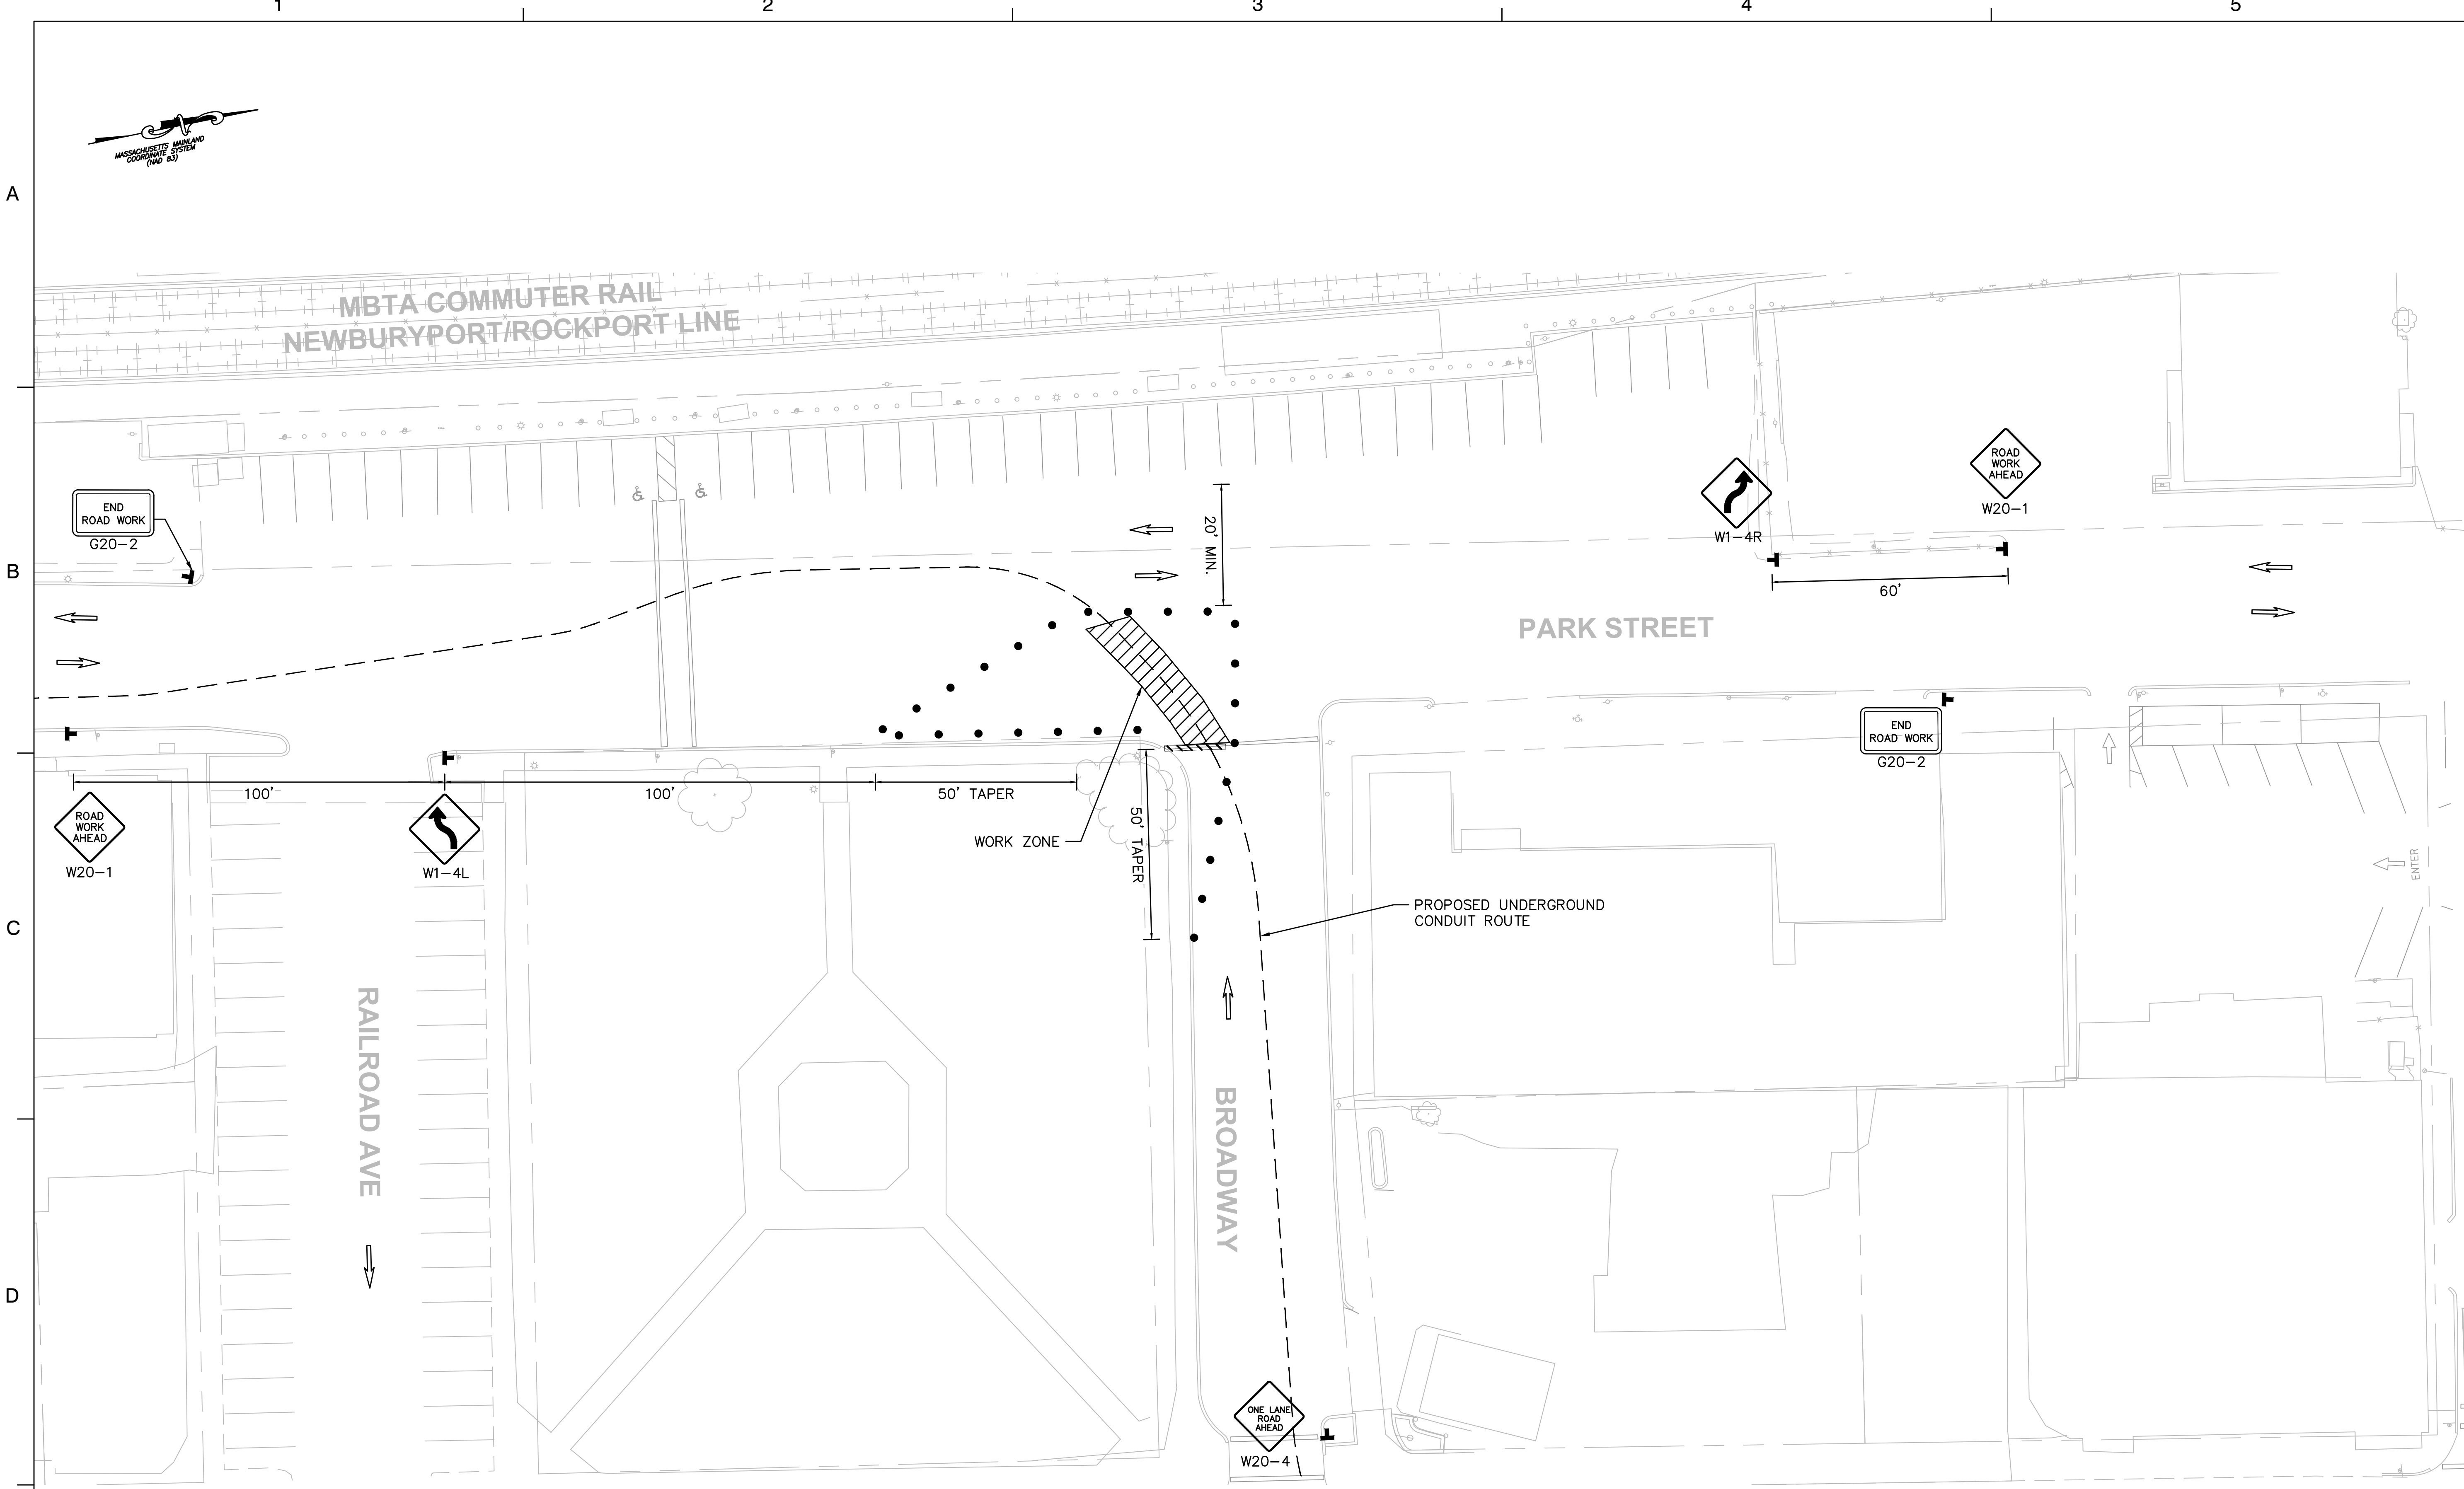 1 2 3 4 5
A
B
C
D
MASSACHUSETTS MAINLAND
COORDINATE SYSTEM
(NAD 83)
MBTA COMMUTER RAIL
NEWBURYPORT/ROCKPORT LINE
END
ROAD WORK
G20-2
20' MIN.
W1-4R
ROAD
WORK
AHEAD
W20-1
60'
PARK STREET
END
ROAD WORK
G20-2
100'
100'
50' TAPER
ROAD
WORK
AHEAD
W20-1
W1-4L
WORK ZONE
50' TAPER
ENTER
PROPOSED UNDERGROUND
CONDUIT ROUTE
RAILROAD AVE
BROADWAY
ONE LANE
ROAD
AHEAD
W20-4